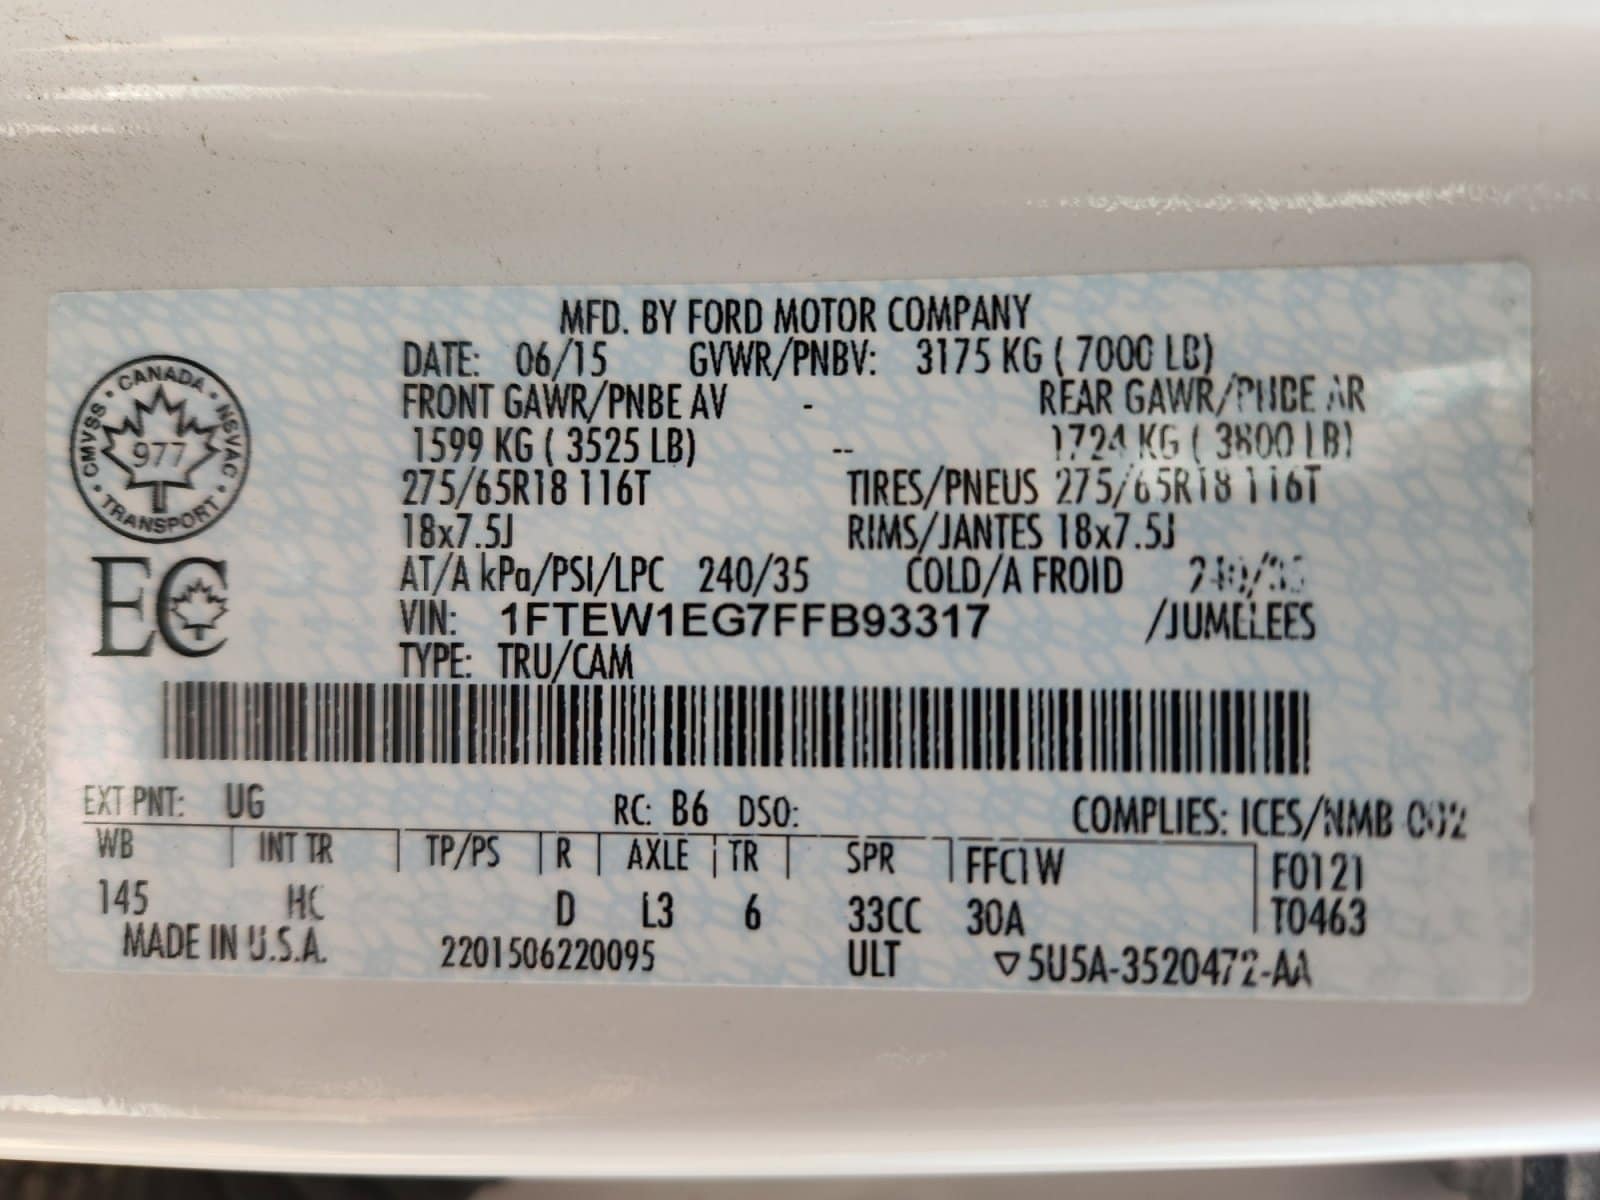 MFD. BY FORD MOTOR COMPANY
DATE: 06/15 GVWR/PNBV: 3175 KG ( 7000 LB)
FRONT GAWR/PNBE AV - REAR GAWR/PNBE AR
1599 KG ( 3525 LB) -- 1724 KG ( 3800 LB)
275/65R18 116T TIRES/PNEUS 275/65R18 116T
18x7.5J RIMS/JANTES 18x7.5J
AT/A kPa/PSI/LPC 240/35 COLD/A FROID 240/35
VIN: 1FTEW1EG7FFB93317 /JUMELEES
TYPE: TRU/CAM
CANADA
CMVSS • NSVAC
977
TRANSPORT
EC
EXT PNT: UG RC: B6 DSO: COMPLIES: ICES/NMB 002
WB | INT TR | TP/PS | R | AXLE | TR | SPR | FFC1W F0121
145 HC D L3 6 33CC 30A T0463
MADE IN U.S.A. 2201506220095 ULT ▽5U5A-3520472-AA